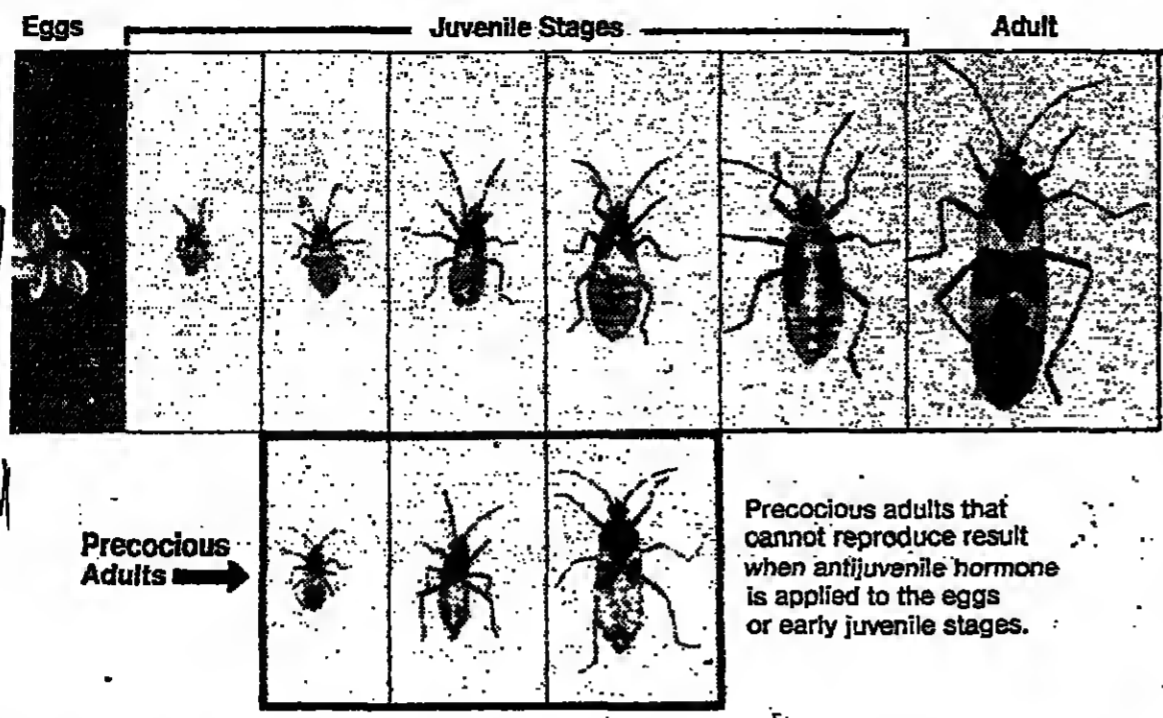 Eggs
Juvenile Stages
Adult
Precocious
Adults
Precocious adults that
cannot reproduce result
when antijuvenile hormone
is applied to the eggs
or early juvenile stages.